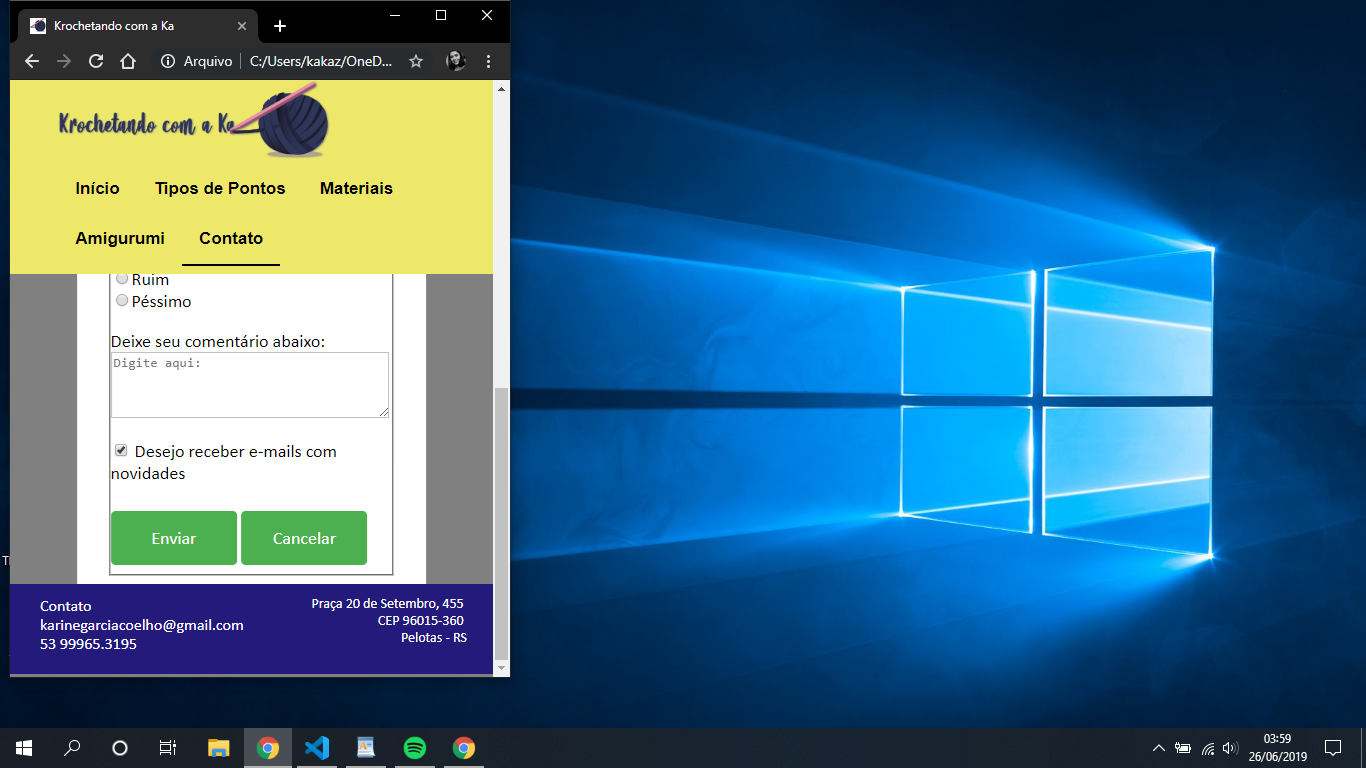 Krochetando com a Ka
Arquivo
C:/Users/kakaz/OneD...
Krochetando com a Ka
Início Tipos de Pontos Materiais
Amigurumi Contato
Ruim
Péssimo
Deixe seu comentário abaixo:
Digite aqui:
Desejo receber e-mails com
novidades
Enviar Cancelar
Contato
karinegarciacoelho@gmail.com
53 99965.3195
Praça 20 de Setembro, 455
CEP 96015-360
Pelotas - RS
03:59
26/06/2019